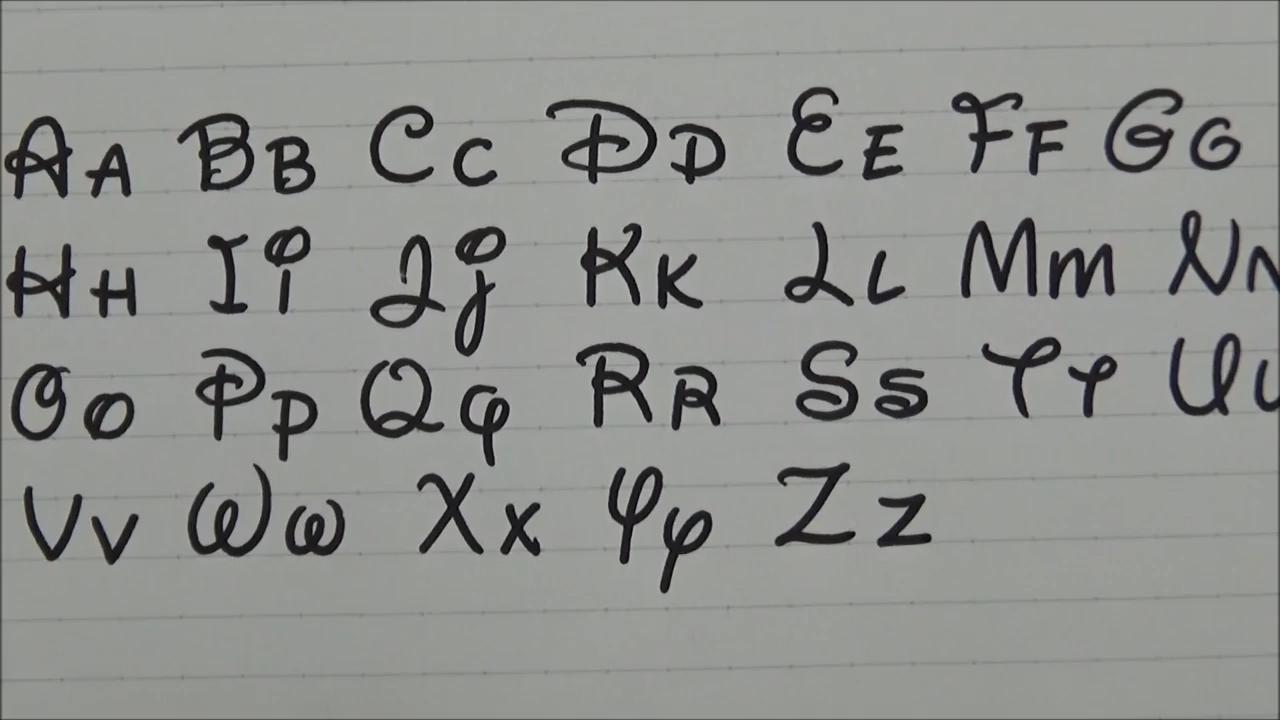 Aa Bb Cc Dd Ee Ff Gg
Hh Ii Jj Kk Ll Mm Nn
Oo Pp Qq Rr Ss Tt Uu
Vv Ww Xx Yy Zz